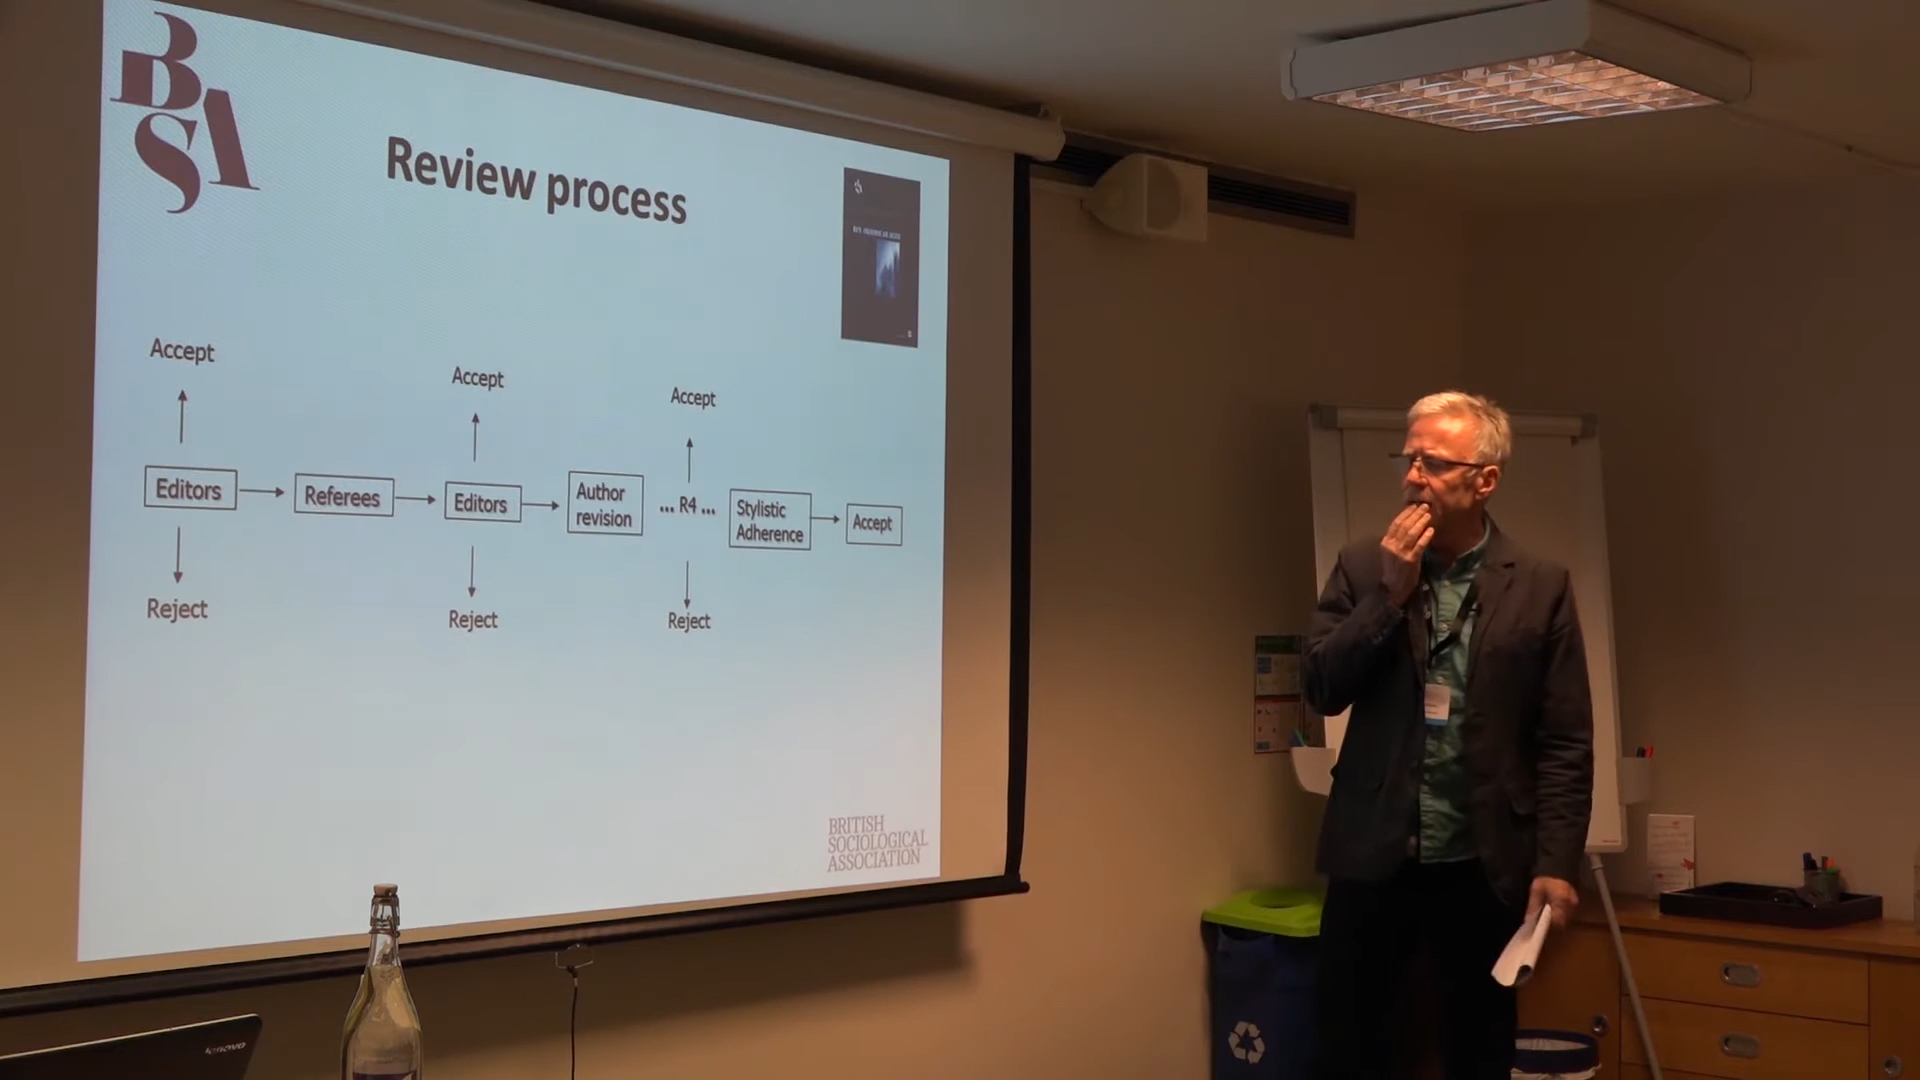 BSA
Review process
Accept
Accept
Accept
Editors
Referees
Editors
Author
revision
... R4 ...
Stylistic
Adherence
Accept
Reject
Reject
Reject
BRITISH
SOCIOLOGICAL
ASSOCIATION
lenovo